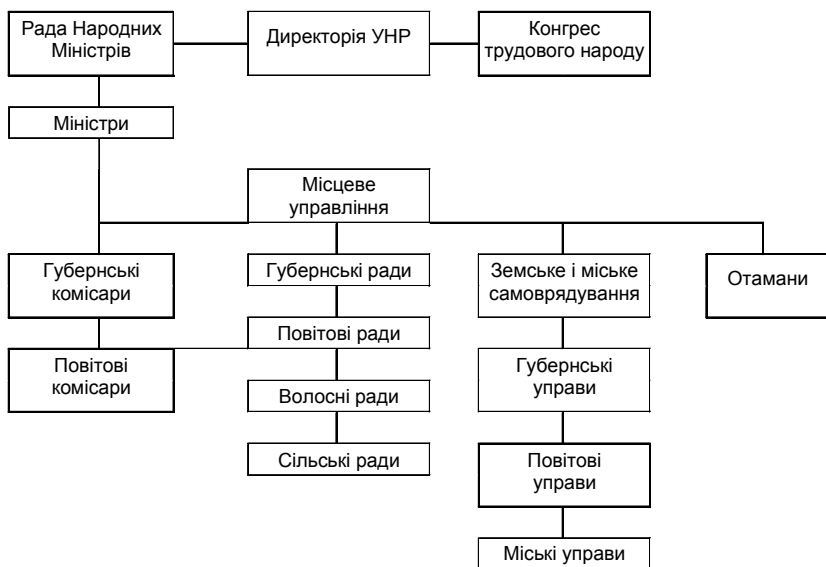 Рада Народних
Міністрів
Директорія УНР
Конгрес
трудового народу
Міністри
Місцеве
управління
Губернські
комісари
Губернські ради
Земське і міське
самоврядування
Отамани
Повітові
комісари
Повітові ради
Губернські
управи
Волосні ради
Сільські ради
Повітові
управи
Міські управи